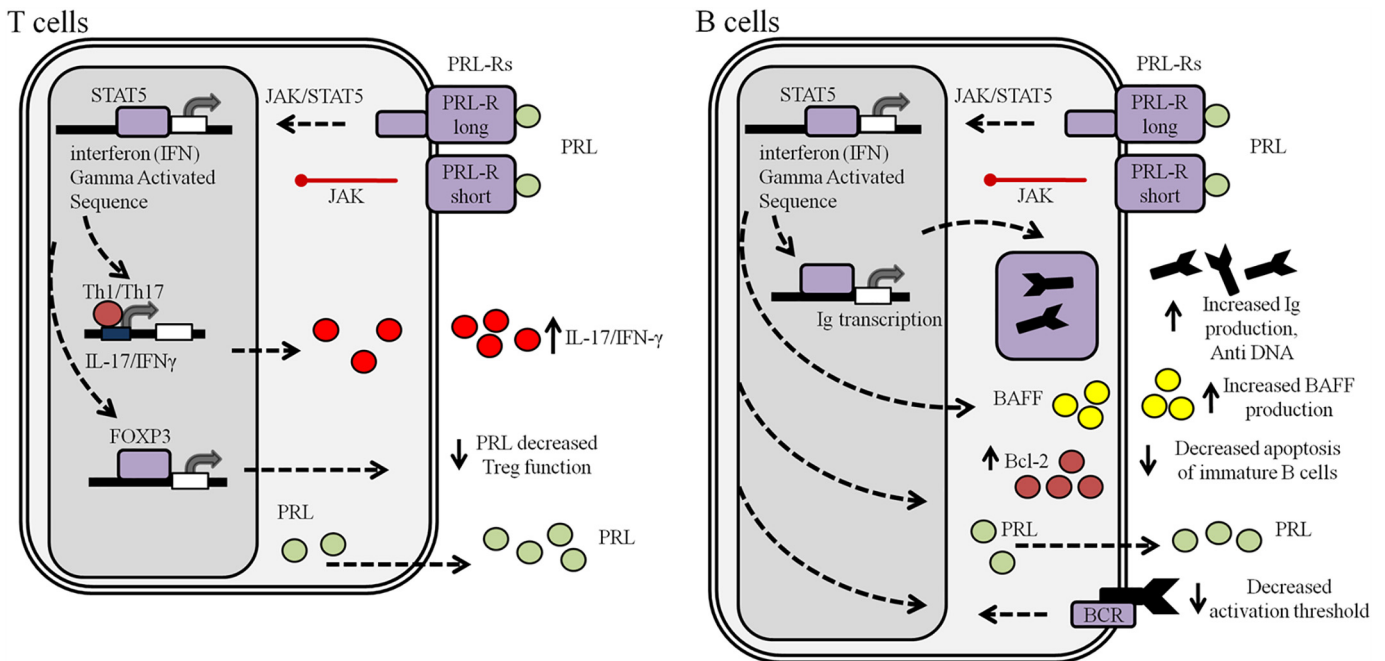 T cells
PRL-Rs
STAT5
JAK/STAT5
PRL-R
long
PRL
interferon (IFN)
Gamma Activated
Sequence
JAK
PRL-R
short
Th1/Th17
IL-17/IFNγ
IL-17/IFN-γ
FOXP3
PRL decreased
Treg function
PRL
PRL
B cells
PRL-Rs
STAT5
JAK/STAT5
PRL-R
long
PRL
interferon (IFN)
Gamma Activated
Sequence
JAK
PRL-R
short
Ig transcription
Increased Ig
production,
Anti DNA
BAFF
Increased BAFF
production
Bcl-2
Decreased apoptosis
of immature B cells
PRL
PRL
BCR
Decreased
activation threshold